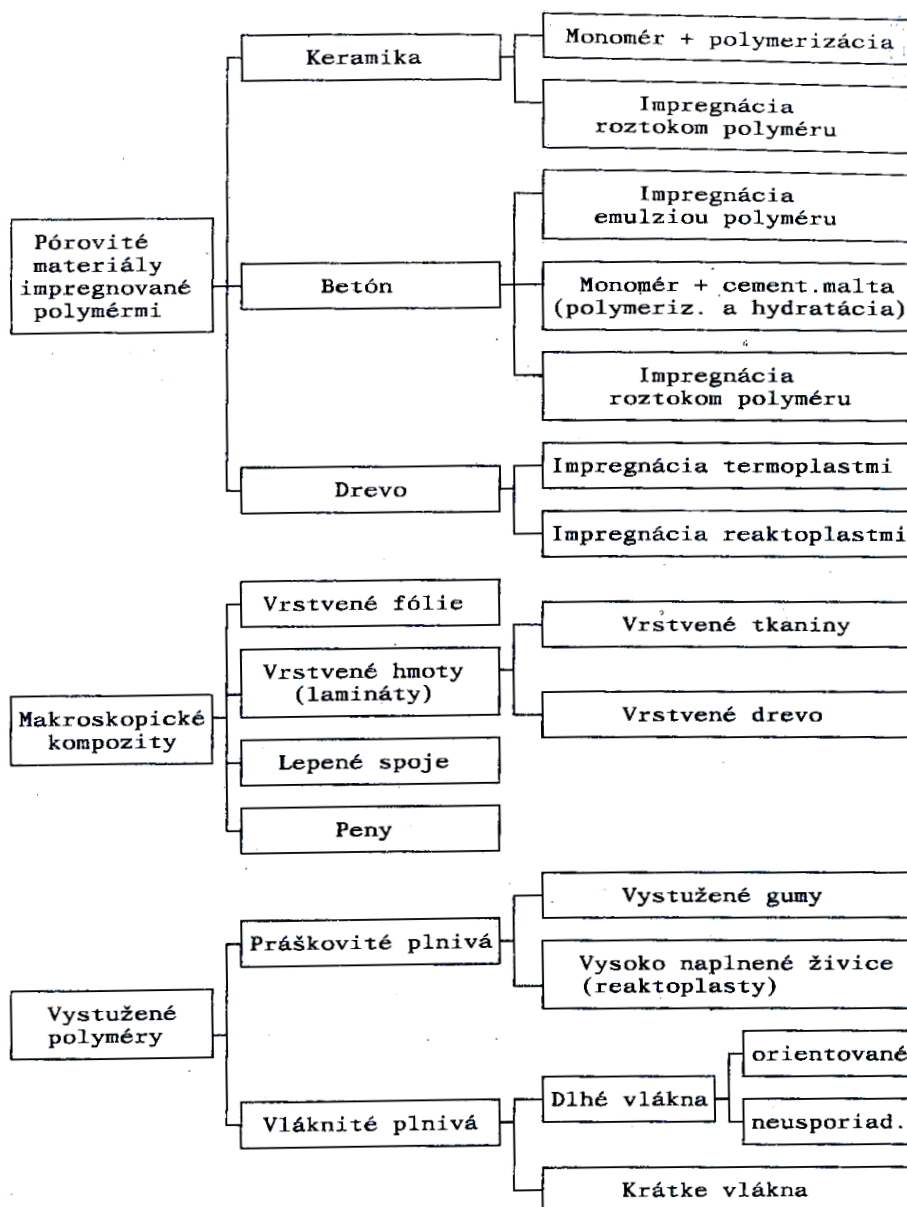 Pórovité
materiály
impregnované
polymérmi
Keramika
Monomér + polymerizácia
Impregnácia
roztokom polyméru
Betón
Impregnácia
emulziou polyméru
Monomér + cement.malta
(polymeriz. a hydratácia)
Impregnácia
roztokom polyméru
Drevo
Impregnácia termoplastmi
Impregnácia reaktoplastmi
Makroskopické
kompozity
Vrstvené fólie
Vrstvené hmoty
(lamináty)
Vrstvené tkaniny
Vrstvené drevo
Lepené spoje
Peny
Vystužené
polyméry
Práškovité plnivá
Vystužené gumy
Vysoko naplnené živice
(reaktoplasty)
Vláknité plnivá
Dlhé vlákna
orientované
neusporiad.
Krátke vlákna